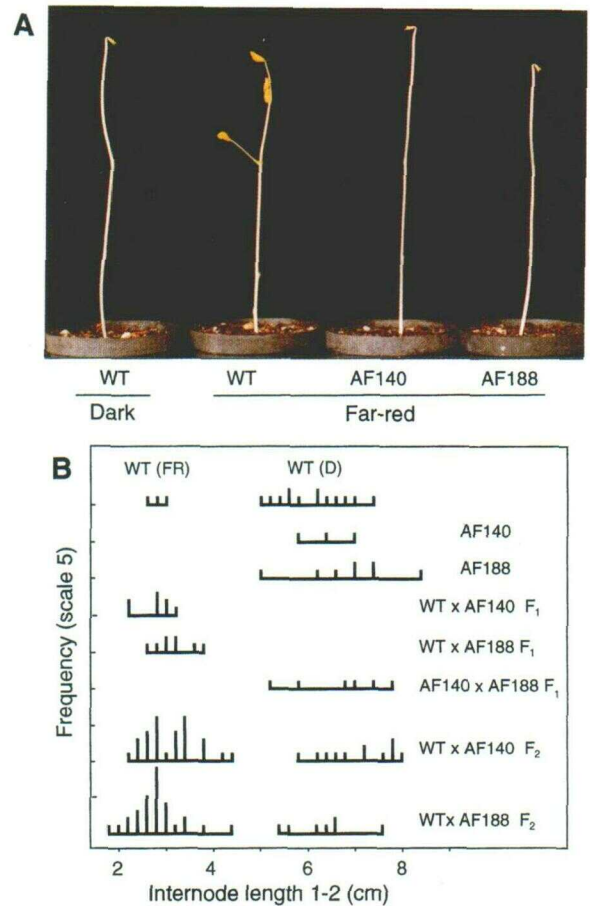 A
WT WT AF140 AF188
Dark Far-red
B
WT (FR) WT (D)
AF140
AF188
WT x AF140 F₁
WT x AF188 F₁
AF140 x AF188 F₁
WT x AF140 F₂
WTx AF188 F₂
Frequency (scale 5)
2 4 6 8
Internode length 1-2 (cm)